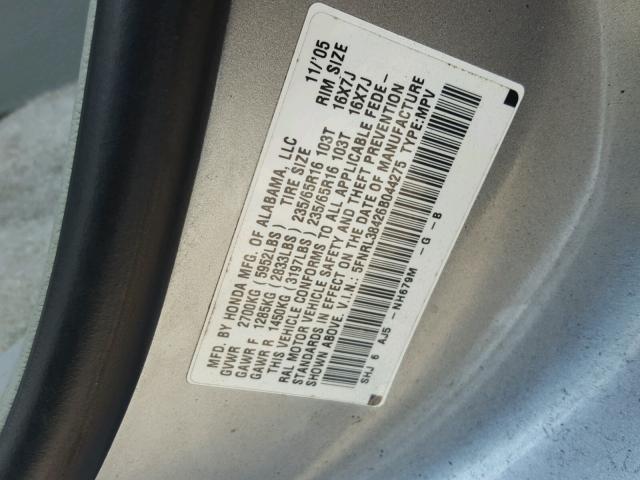 MFD. BY HONDA MFG. OF ALABAMA, LLC 11/'05
GVWR 2700KG (5952LBS) TIRE SIZE RIM SIZE
GAWR F 1285KG (2833LBS) 235/65R16 103T 16X7J
GAWR R 1450KG (3197LBS) 235/65R16 103T 16X7J
THIS VEHICLE CONFORMS TO ALL APPLICABLE FEDE-
RAL MOTOR VEHICLE SAFETY AND THEFT PREVENTION
STANDARDS IN EFFECT ON THE DATE OF MANUFACTURE
SHOWN ABOVE. V.I.N.: 5FNRL38426B044275 TYPE:MPV
SHJ 6 AJ5 - NH679M - G - B